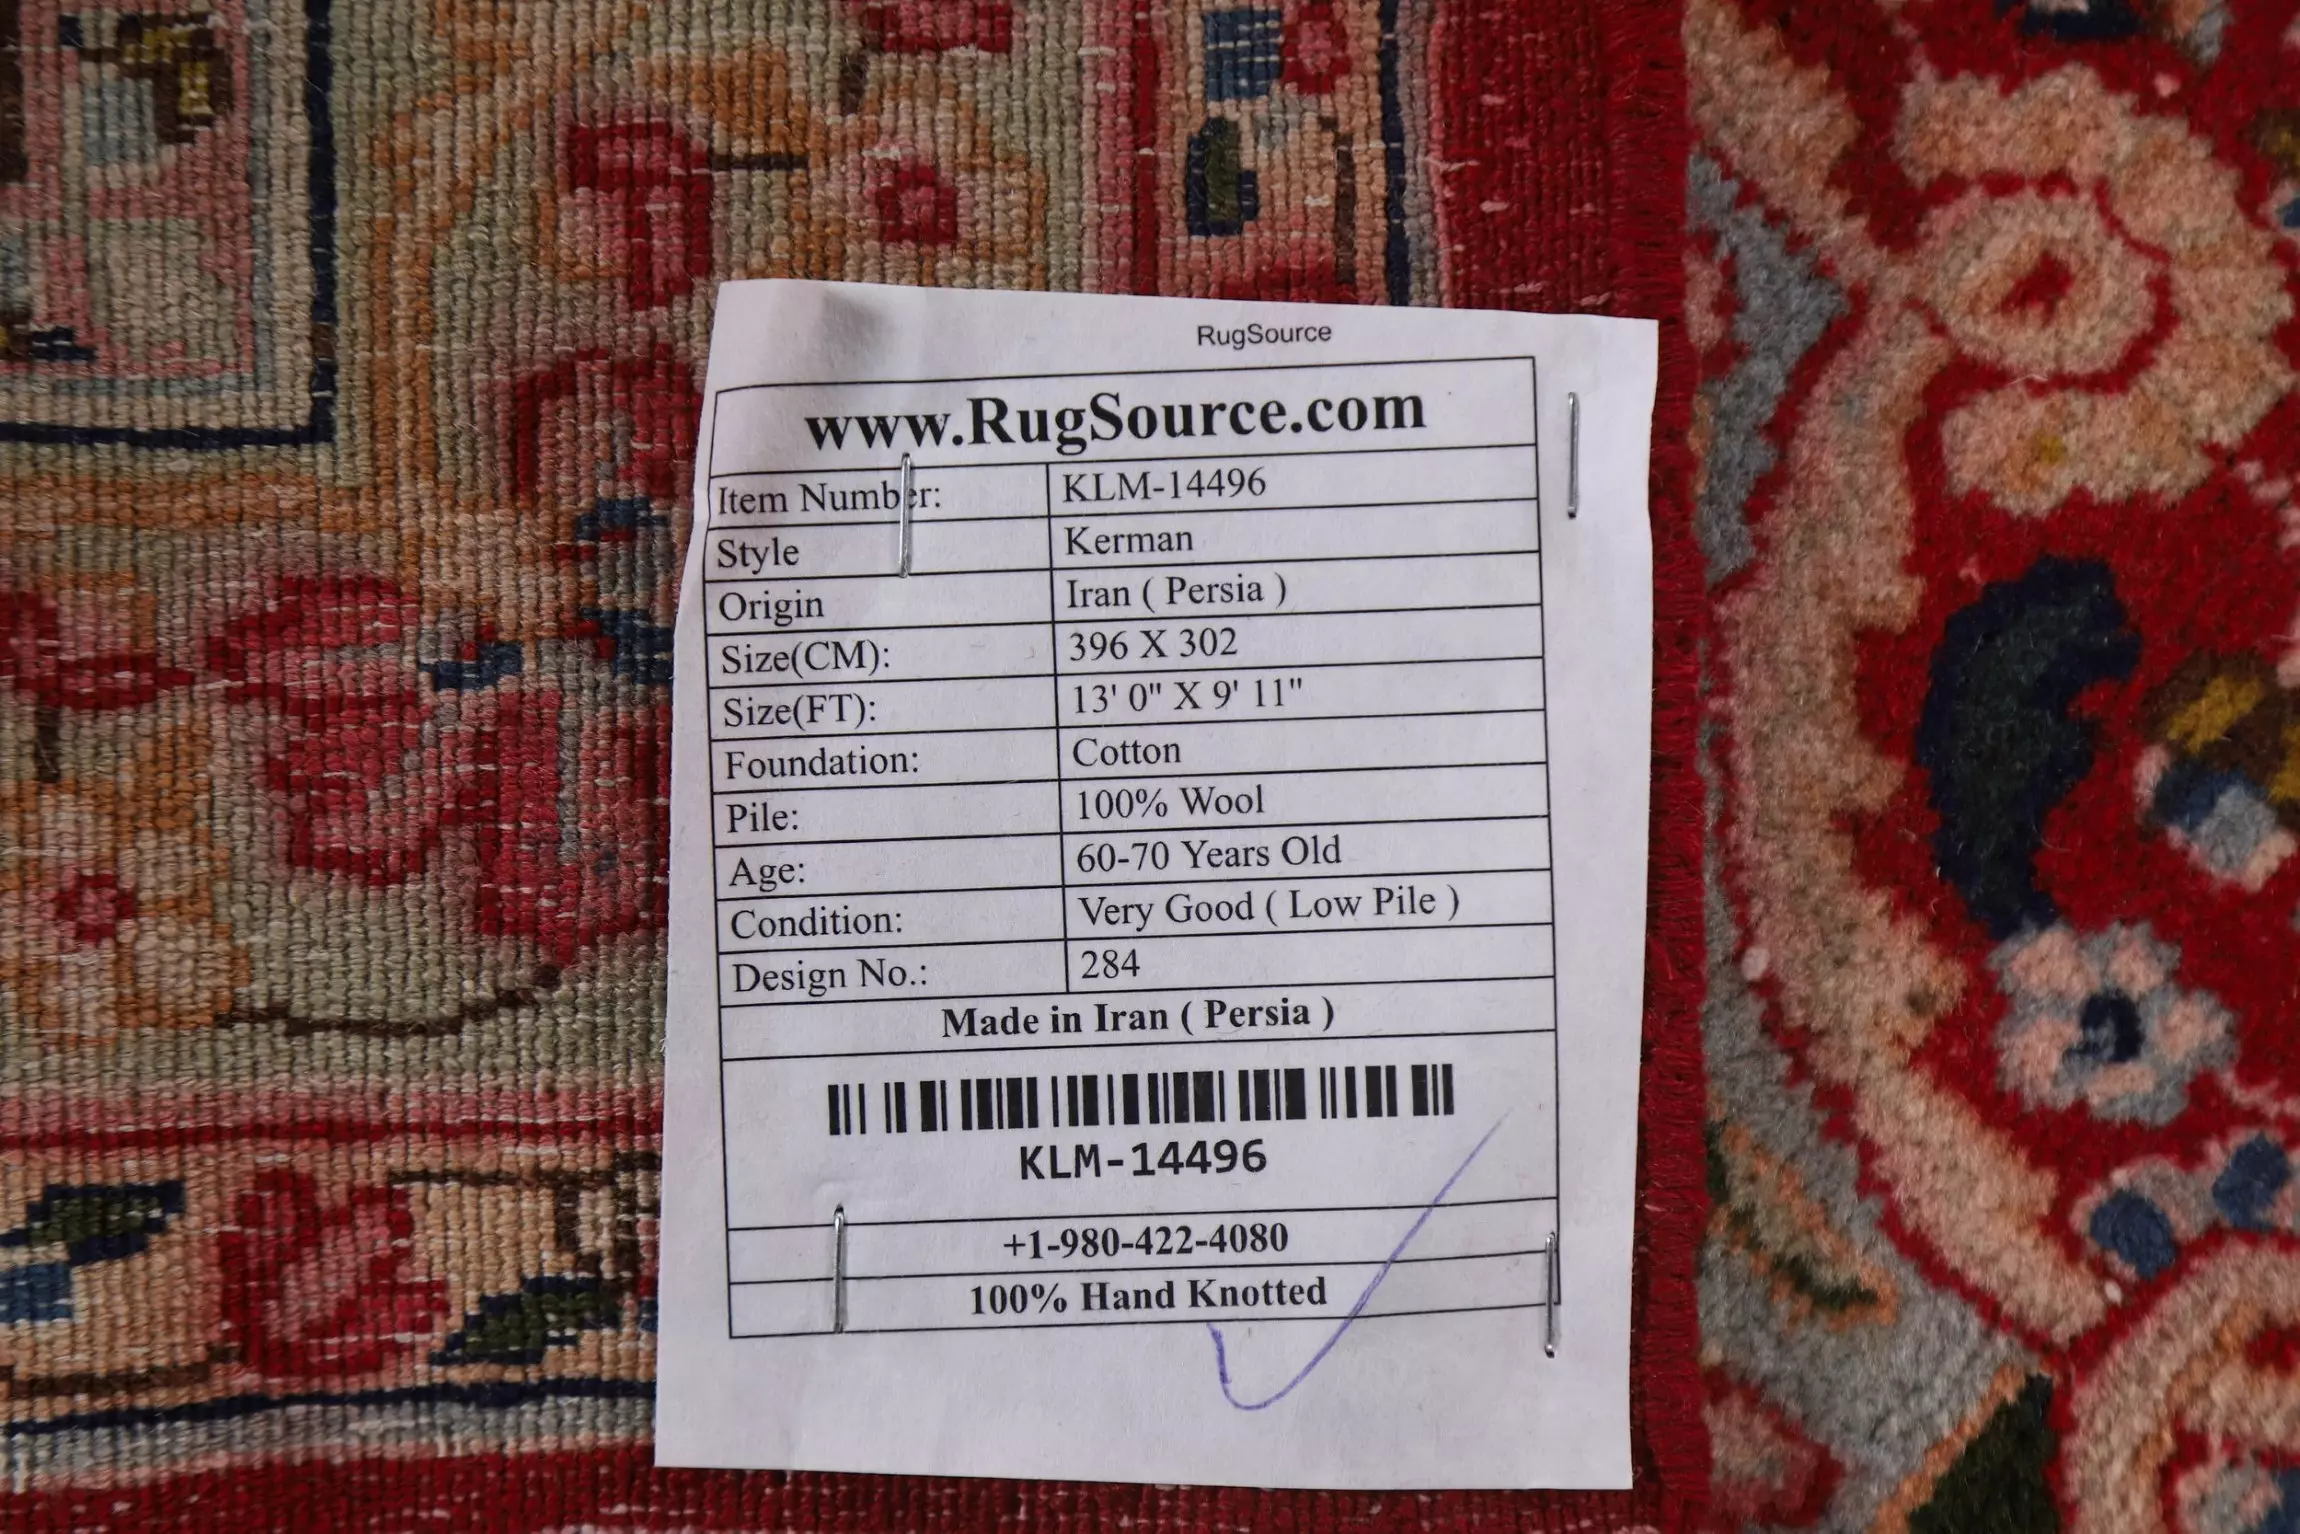 RugSource
www.RugSource.com
Item Number: KLM-14496
Style Kerman
Origin Iran ( Persia )
Size(CM): 396 X 302
Size(FT): 13' 0" X 9' 11"
Foundation: Cotton
Pile: 100% Wool
Age: 60-70 Years Old
Condition: Very Good ( Low Pile )
Design No.: 284
Made in Iran ( Persia )
KLM-14496
+1-980-422-4080
100% Hand Knotted